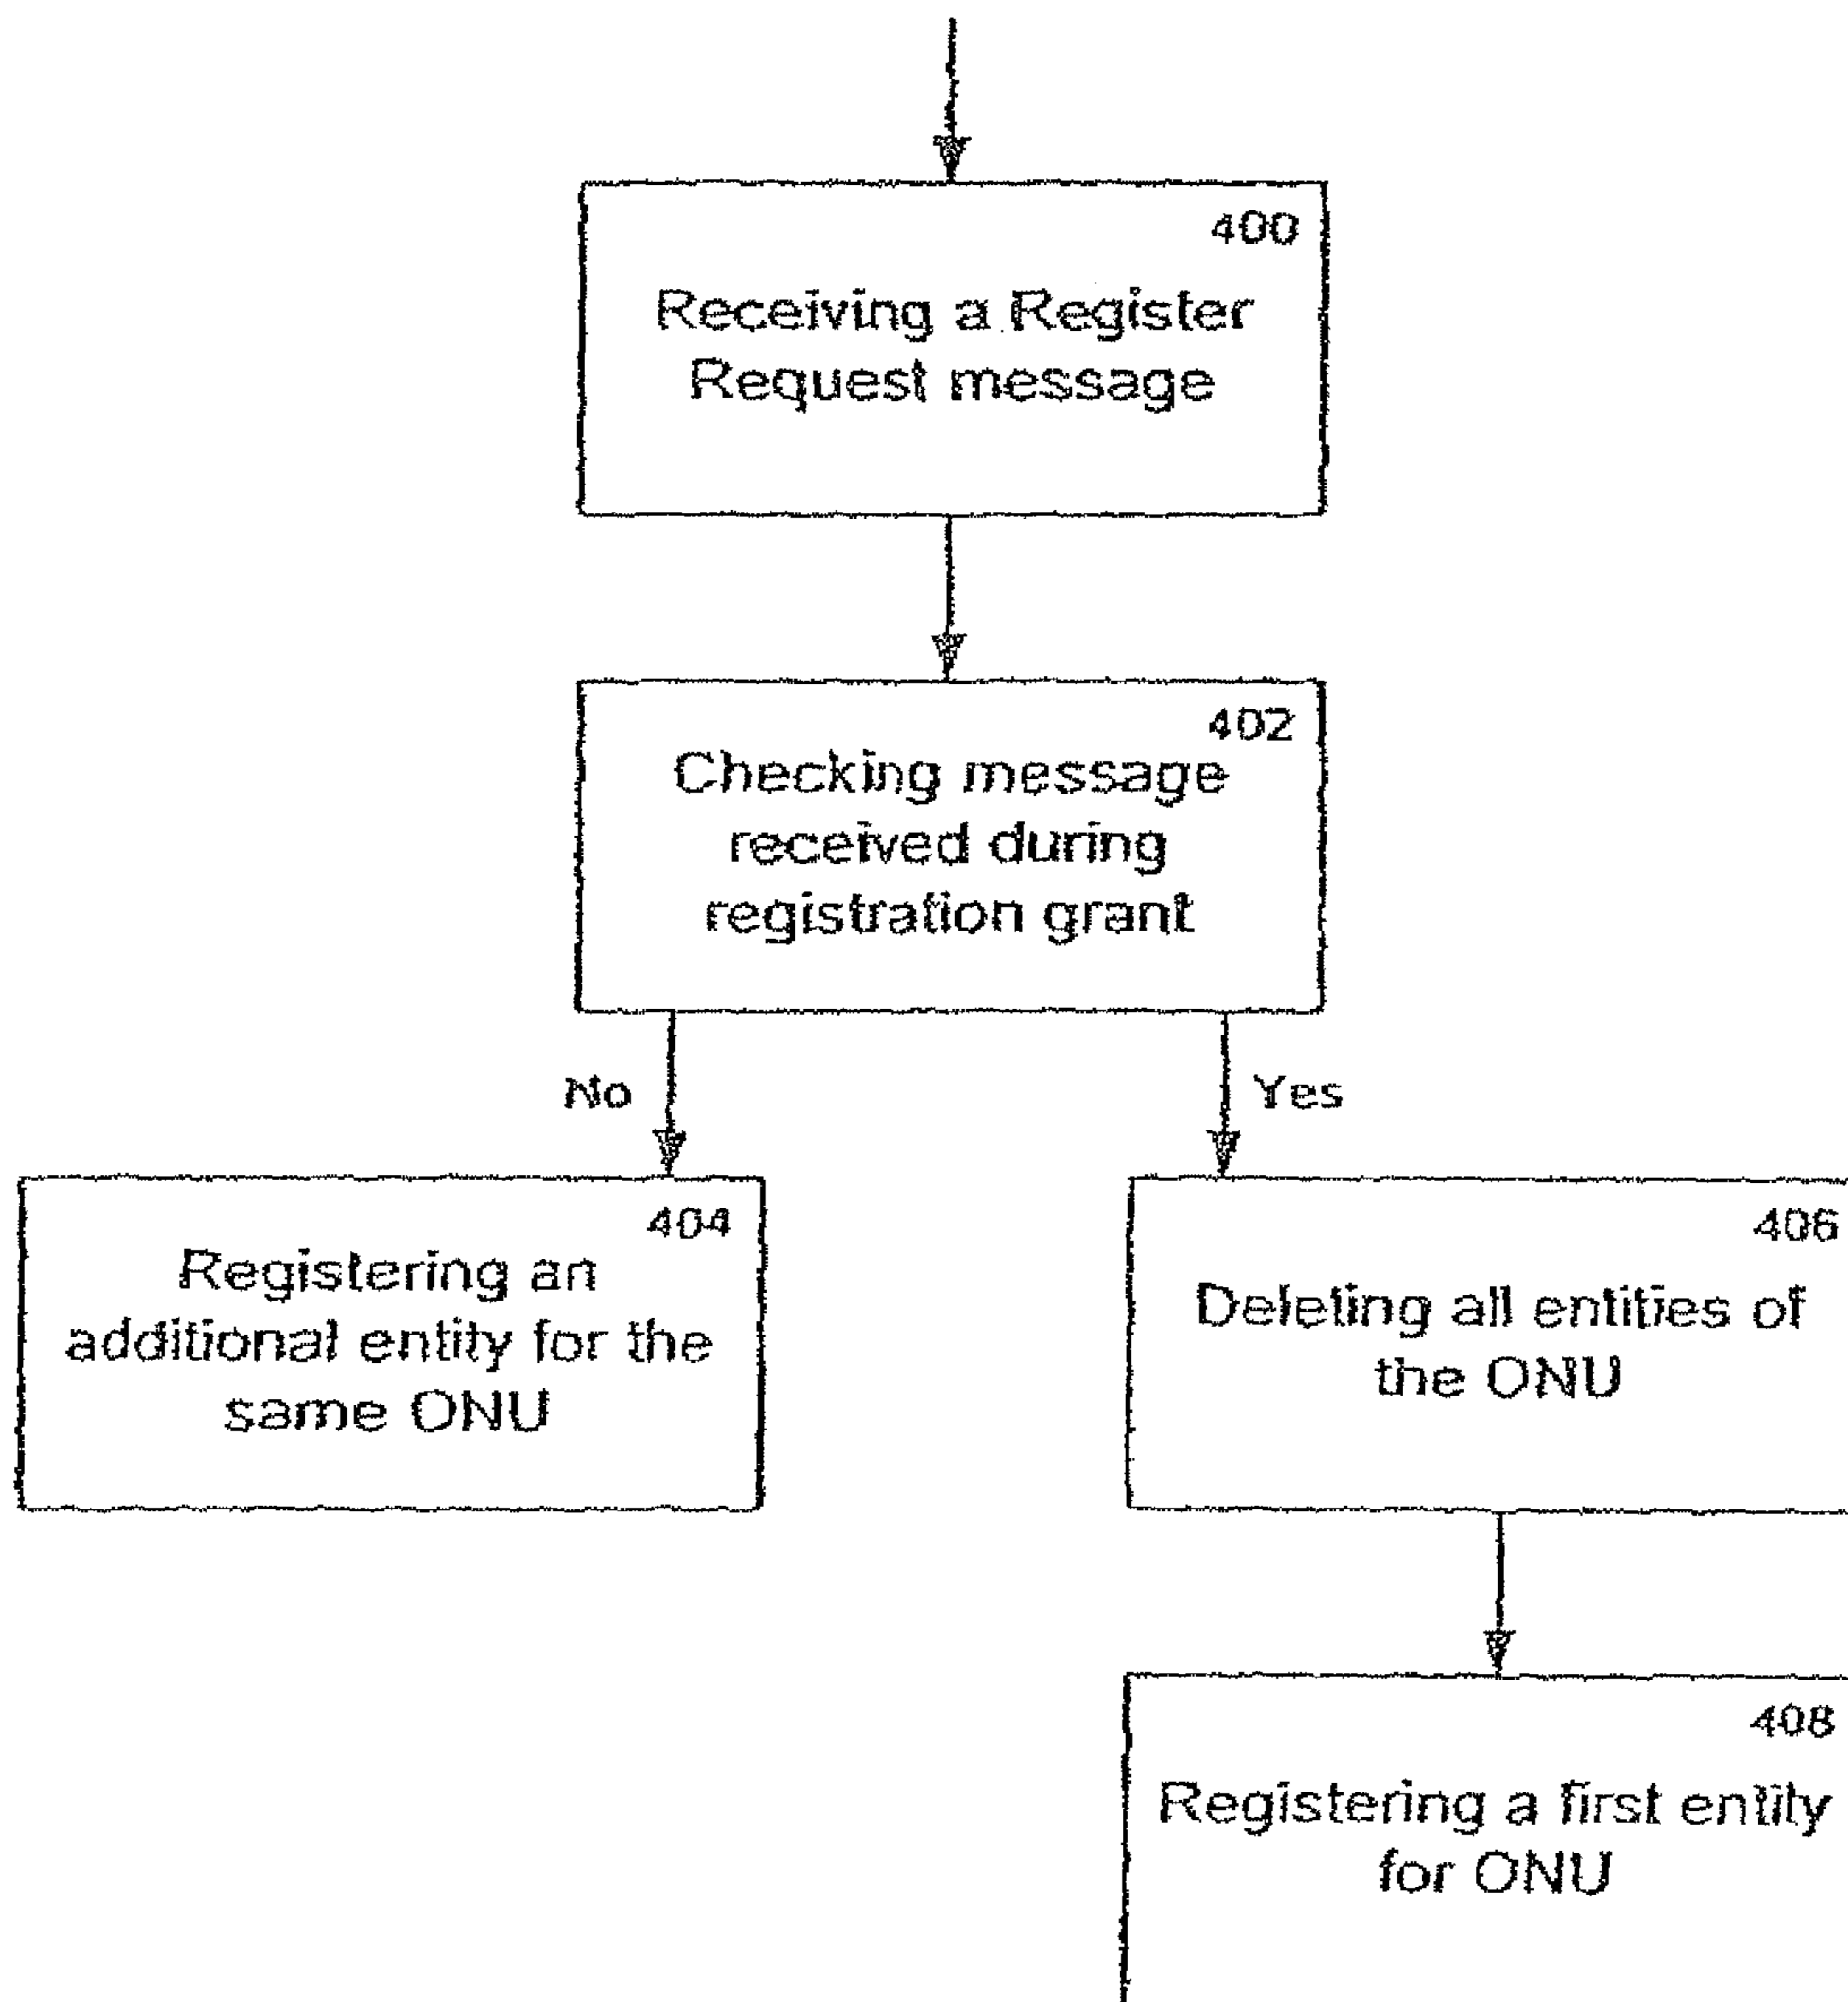 400
Receiving a Register
Request message
402
Checking message
received during
registration grant
No
Yes
404
Registering an
additional entity for the
same ONU
406
Deleting all entities of
the ONU
408
Registering a first entity
for ONU